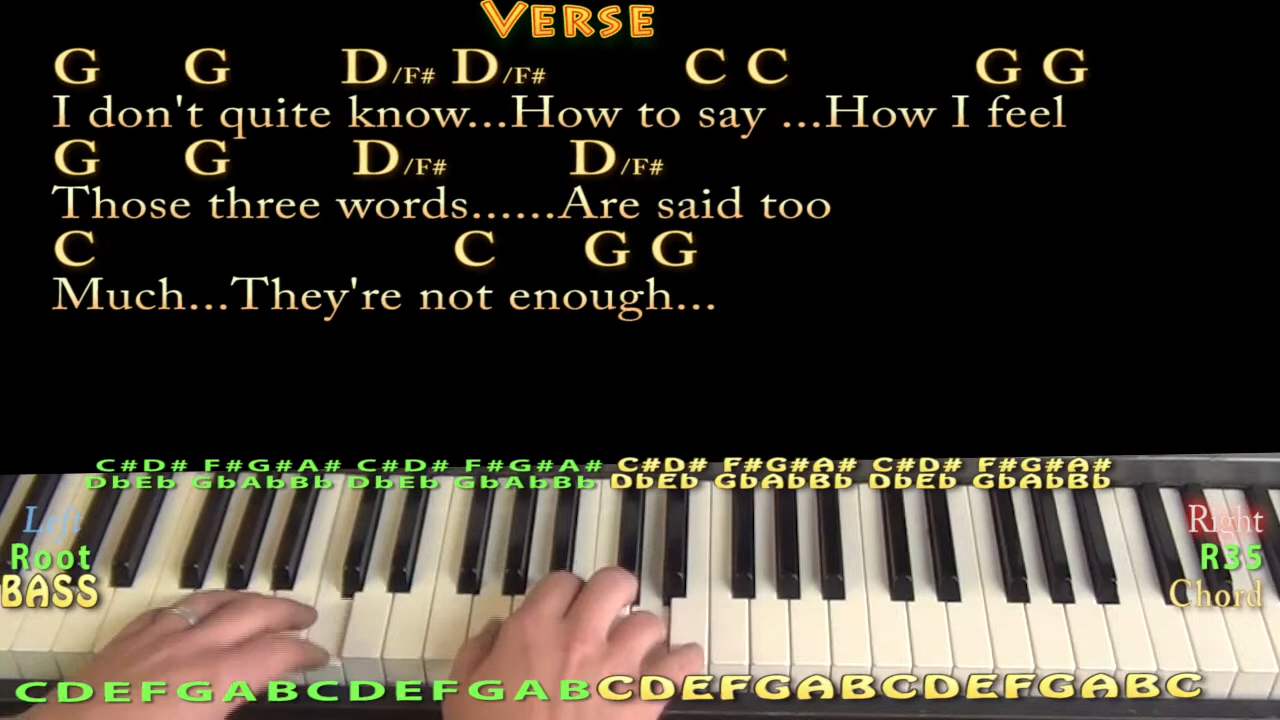 VERSE
G G D/F# D/F# C C G G
I don't quite know...How to say ...How I feel
G G D/F# D/F#
Those three words......Are said too
C C G G
Much...They're not enough...
C#D# F#G#A# C#D# F#G#A# C#D# F#G#A# C#D# F#G#A#
DbEb GbAbBb DbEb GbAbBb DbEb GbAbBb DbEb GbAbBb
Left
Root
BASS
Right
R35
Chord
CDEFGABCDEFGABCDEFGABCDEFGABC